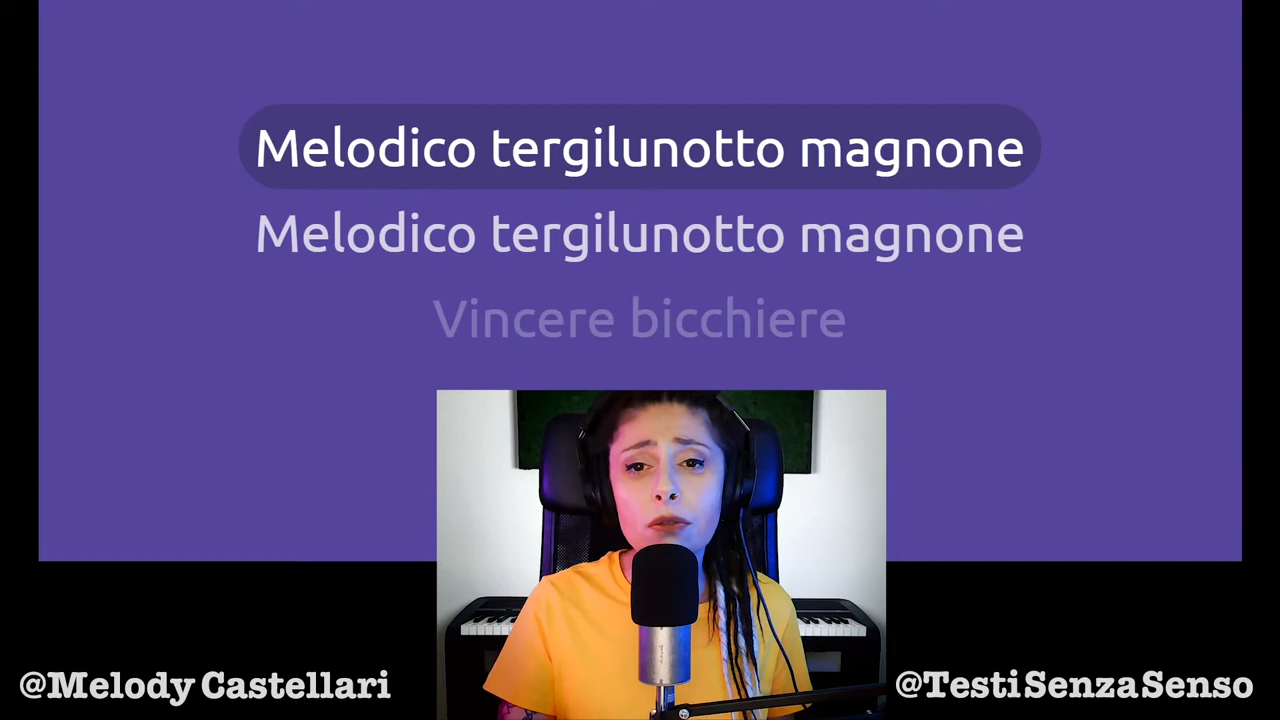 Melodico tergilunotto magnone
Melodico tergilunotto magnone
Vincere bicchiere
@Melody Castellari
@TestiSenzaSenso